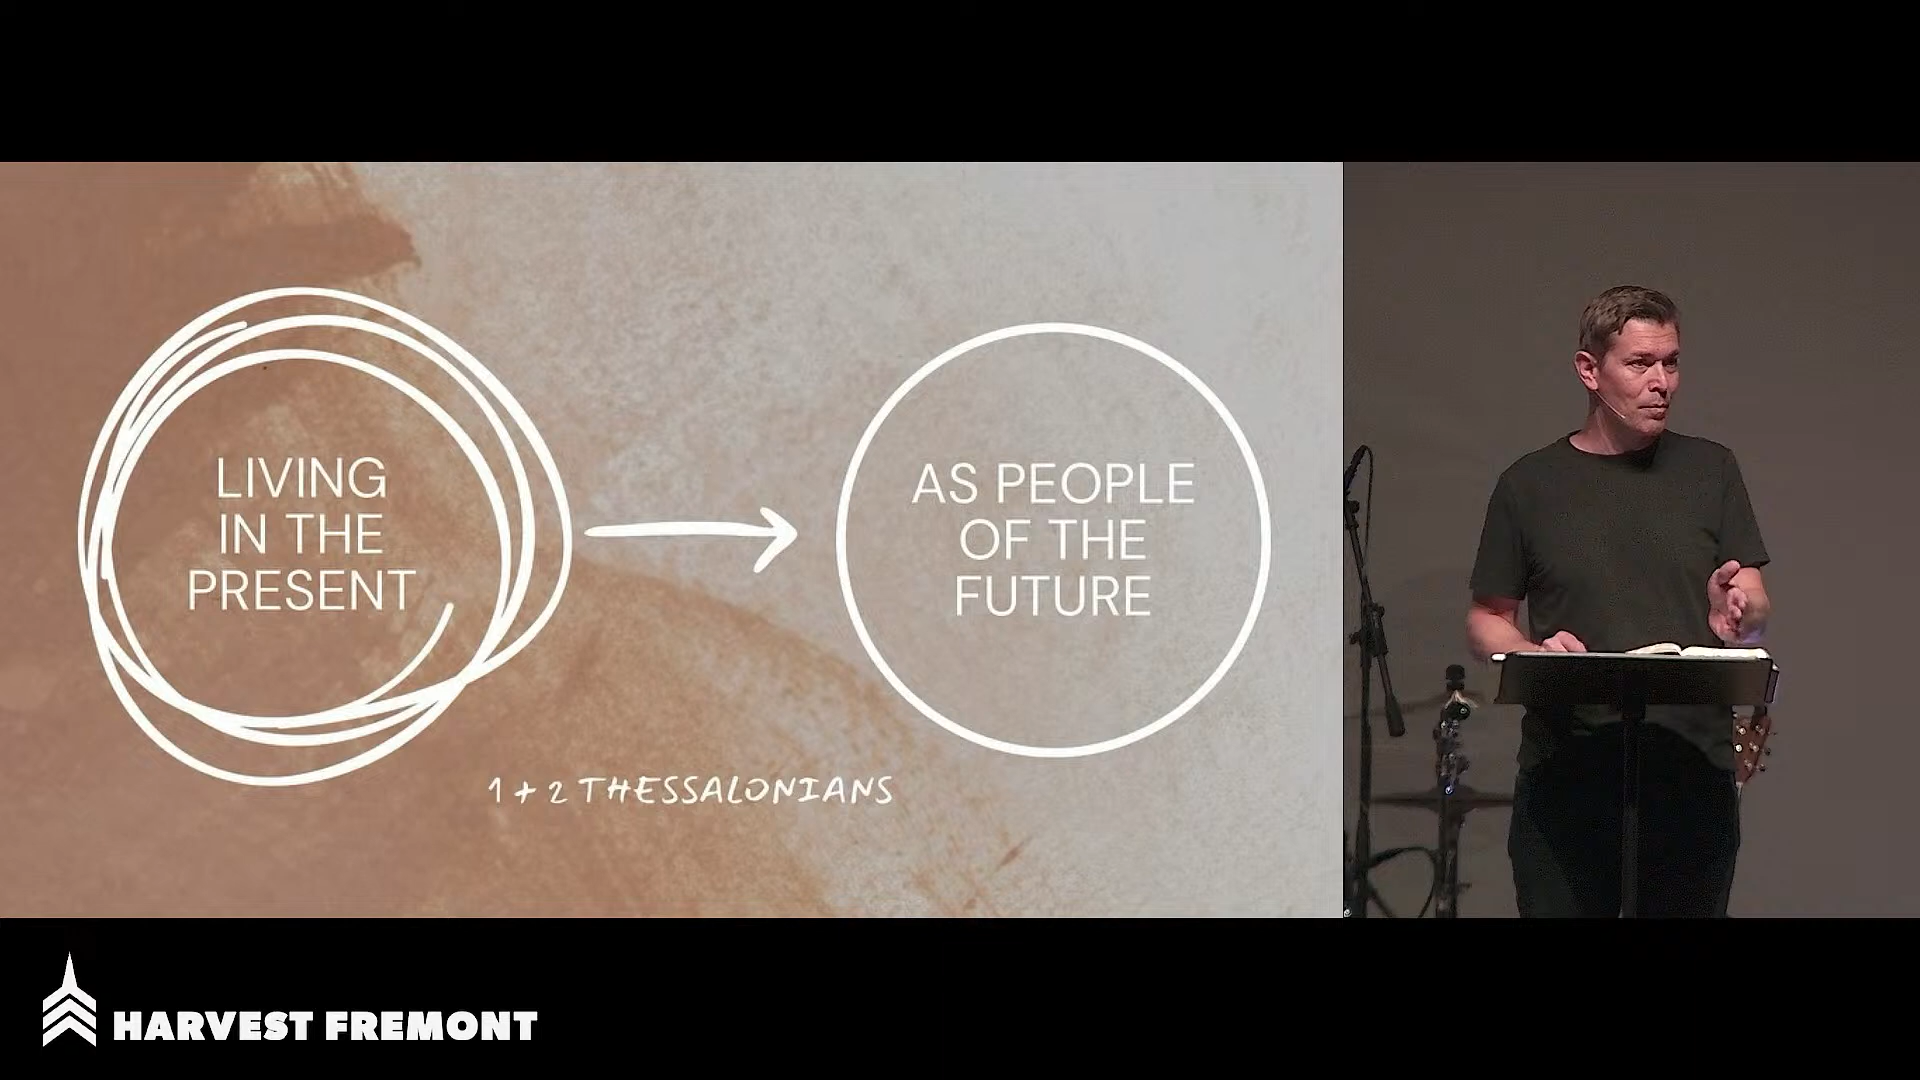 LIVING
IN THE
PRESENT
AS PEOPLE
OF THE
FUTURE
1 + 2 THESSALONIANS
HARVEST FREMONT